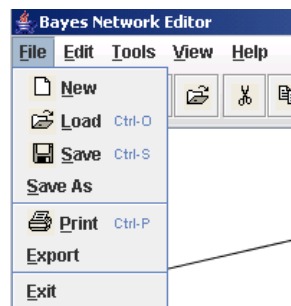 Bayes Network Editor
File Edit Tools View Help
New
Load Ctrl-O
Save Ctrl-S
Save As
Print Ctrl-P
Export
Exit